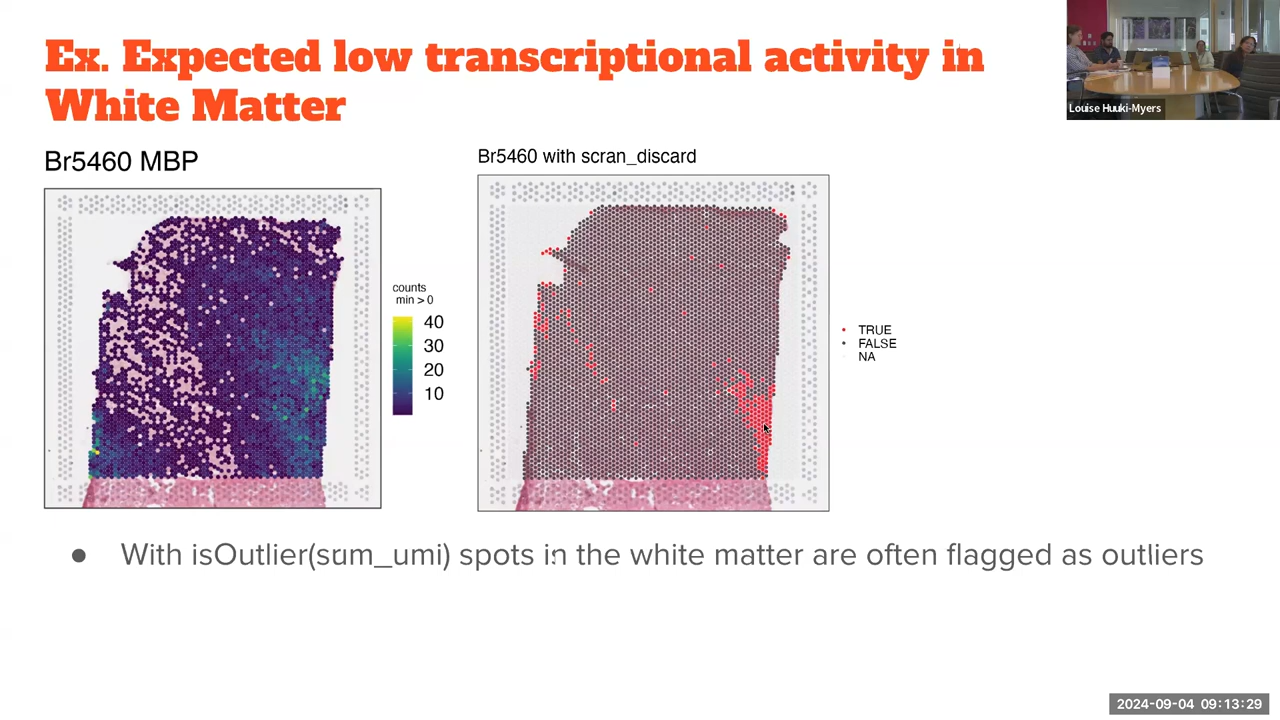 Ex. Expected low transcriptional activity in
White Matter
Louise Huuki-Myers
Br5460 MBP
Br5460 with scran_discard
counts
min > 0
40
30
20
10
TRUE
FALSE
NA
● With isOutlier(sum_umi) spots in the white matter are often flagged as outliers
2024-09-04 09:13:29